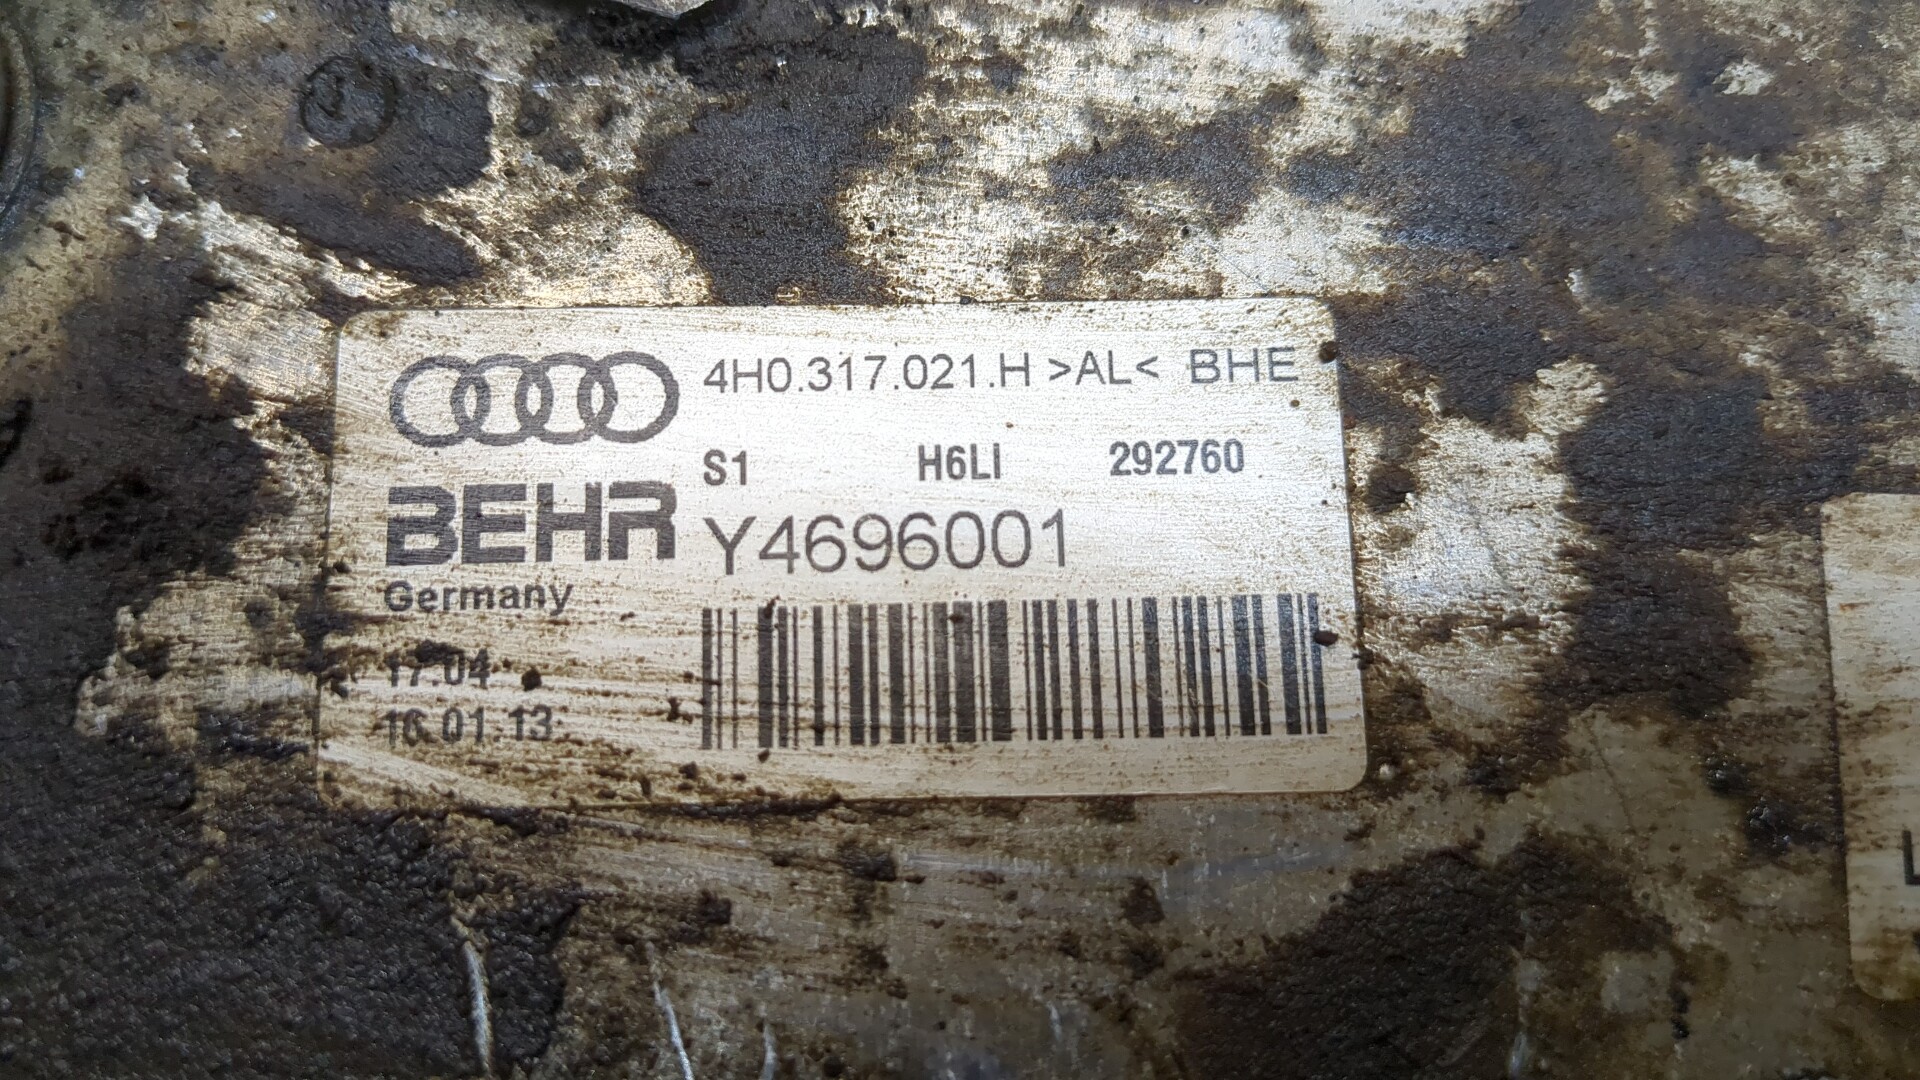 4H0.317.021.H >AL< BHE
S1 H6LI 292760
BEHR Y4696001
Germany
17:04
16.01.13
L